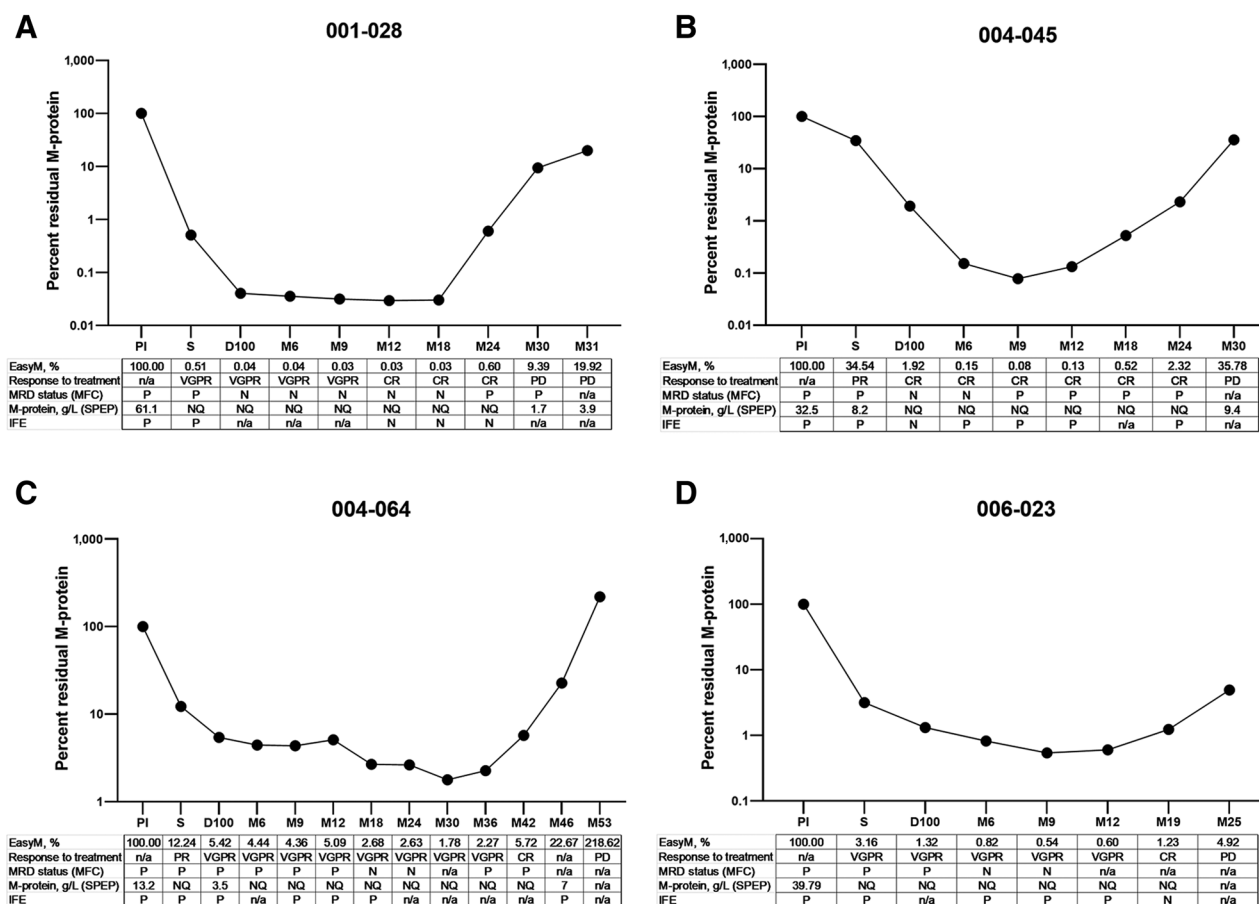 A
001-028
1,000
100
10
1
0.1
0.01
Percent residual M-protein
PI S D100 M6 M9 M12 M18 M24 M30 M31
EasyM, % 100.00 0.51 0.04 0.04 0.03 0.03 0.03 0.60 9.39 19.92
Response to treatment n/a VGPR VGPR VGPR VGPR CR CR CR PD PD
MRD status (MFC) P P N N N N N P P n/a
M-protein, g/L (SPEP) 61.1 NQ NQ NQ NQ NQ NQ NQ 1.7 3.9
IFE P P n/a n/a n/a N N N n/a n/a
B
004-045
1,000
100
10
1
0.1
0.01
Percent residual M-protein
PI S D100 M6 M9 M12 M18 M24 M30
EasyM, % 100.00 34.54 1.92 0.15 0.08 0.13 0.52 2.32 35.78
Response to treatment n/a PR CR CR CR CR CR CR PD
MRD status (MFC) P P N N P P P P n/a
M-protein, g/L (SPEP) 32.5 8.2 NQ NQ NQ NQ NQ NQ 9.4
IFE P P N P P P n/a P n/a
C
004-064
1,000
100
10
1
Percent residual M-protein
PI S D100 M6 M9 M12 M18 M24 M30 M36 M42 M46 M53
EasyM, % 100.00 12.24 5.42 4.44 4.36 5.09 2.68 2.63 1.78 2.27 5.72 22.67 218.62
Response to treatment n/a PR VGPR VGPR VGPR VGPR VGPR VGPR VGPR VGPR CR n/a PD
MRD status (MFC) P P P P P P N N n/a P P n/a n/a
M-protein, g/L (SPEP) 13.2 NQ 3.5 NQ NQ NQ NQ NQ NQ NQ NQ 7 n/a
IFE P P P n/a P P P n/a n/a n/a n/a P n/a
D
006-023
1,000
100
10
1
0.1
Percent residual M-protein
PI S D100 M6 M9 M12 M19 M25
EasyM, % 100.00 3.16 1.32 0.82 0.54 0.60 1.23 4.92
Response to treatment n/a VGPR VGPR VGPR VGPR VGPR CR PD
MRD status (MFC) P P P N N n/a n/a n/a
M-protein, g/L (SPEP) 39.79 NQ NQ NQ NQ NQ NQ n/a
IFE P P n/a P P P N n/a